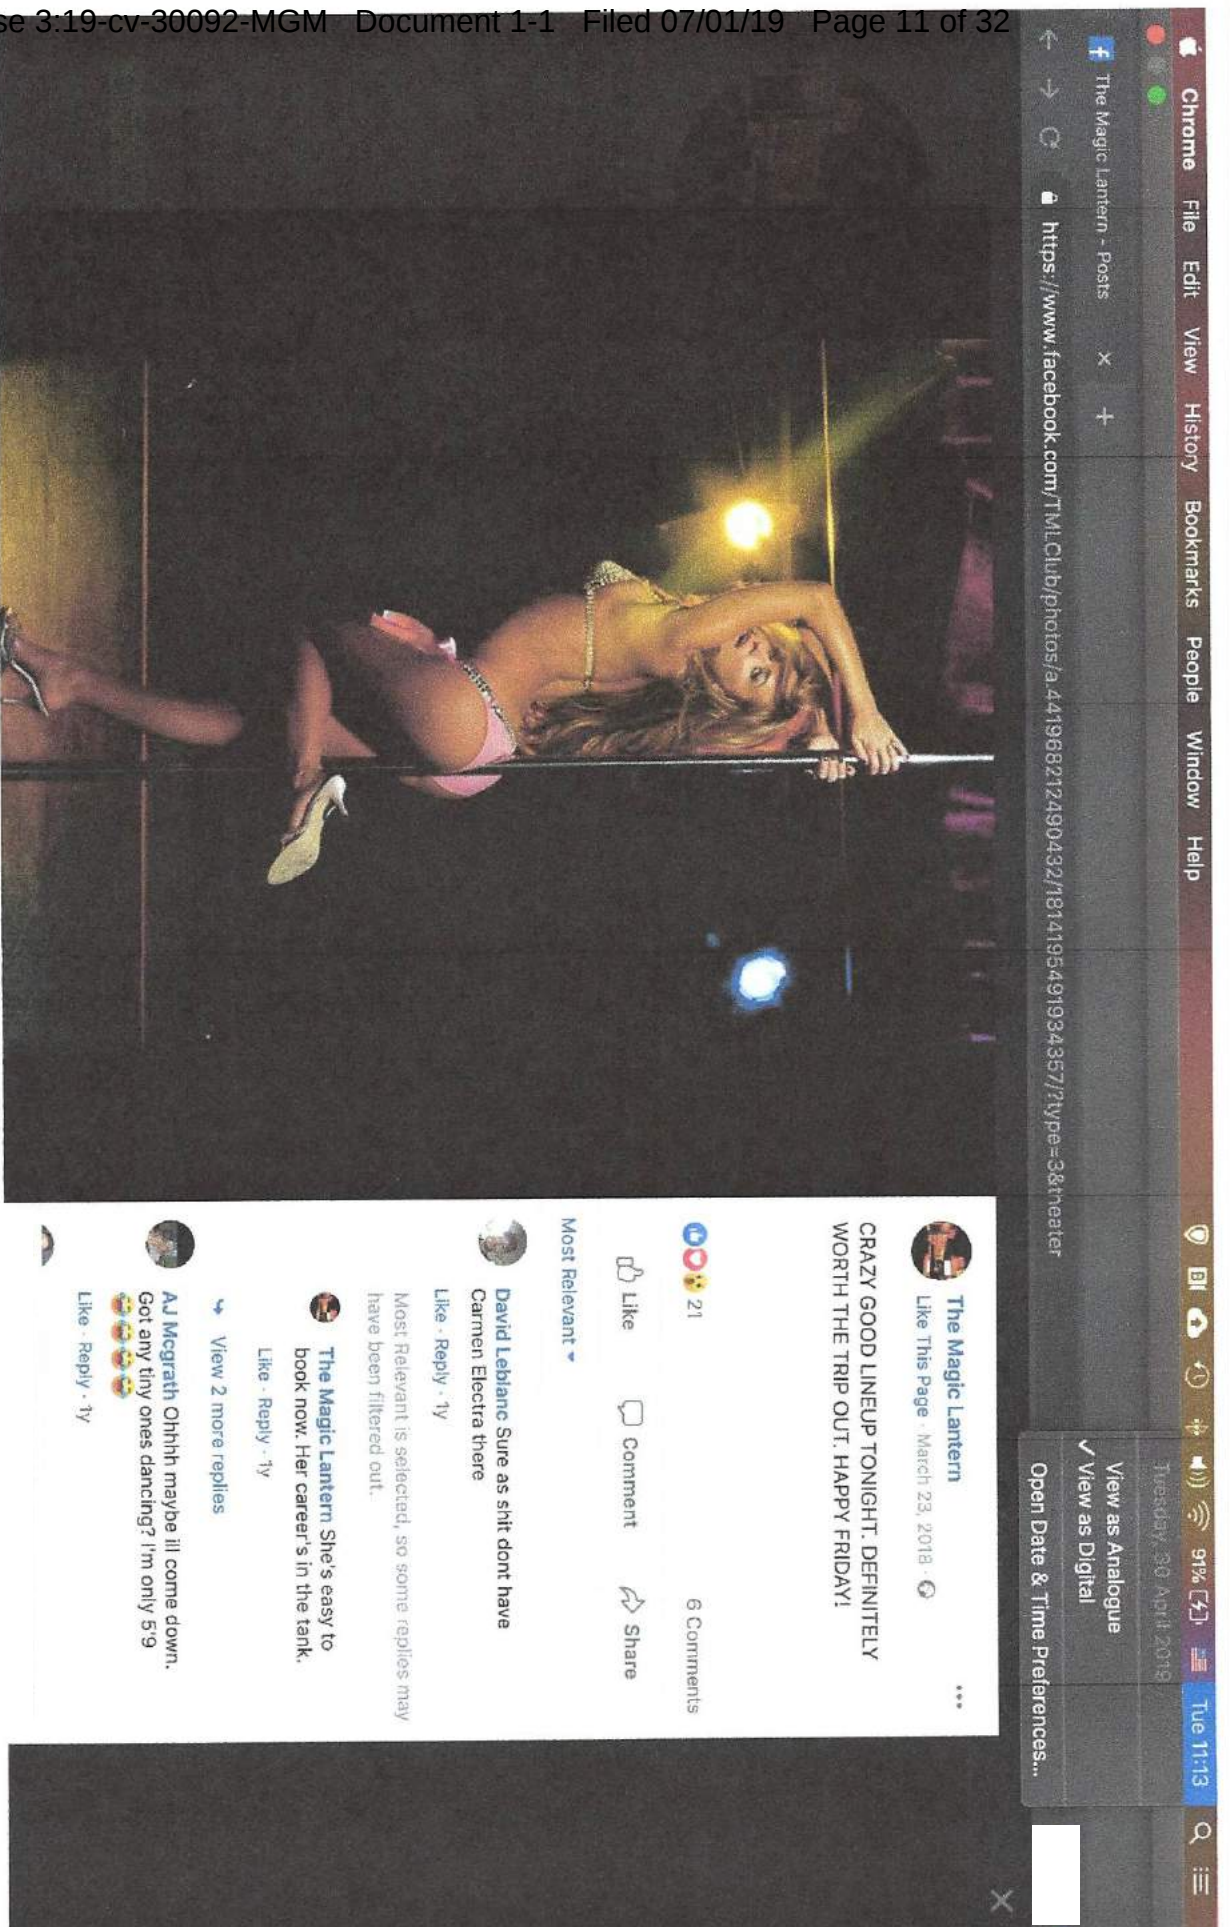 se 3:19-cv-30092-MGM Document 1-1 Filed 07/01/19 Page 11 of 32
Chrome File Edit View History Bookmarks People Window Help
91%
Tue 11:13
Tuesday, 30 April 2019
View as Analogue
✓ View as Digital
Open Date & Time Preferences...
The Magic Lantern - Posts × +
https://www.facebook.com/TMLClub/photos/a.441968212490432/1814195491934357/?type=3&theater
The Magic Lantern
Like This Page · March 23, 2018 ·
CRAZY GOOD LINEUP TONIGHT. DEFINITELY
WORTH THE TRIP OUT. HAPPY FRIDAY!
21
6 Comments
Like Comment Share
Most Relevant
David Leblanc Sure as shit dont have
Carmen Electra there
Like · Reply · 1y
Most Relevant is selected, so some replies may
have been filtered out.
The Magic Lantern She's easy to
book now. Her career's in the tank.
Like · Reply · 1y
View 2 more replies
AJ Mcgrath Ohhhh maybe ill come down.
Got any tiny ones dancing? I'm only 5'9
Like · Reply · 1y